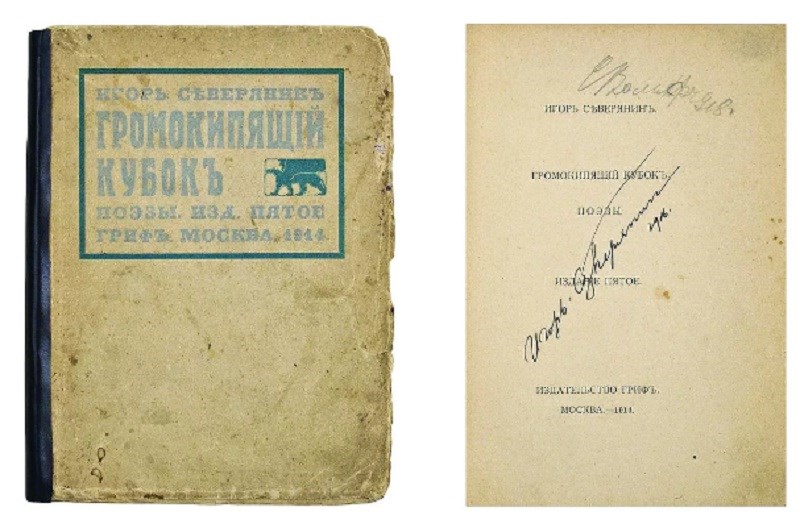 ИГОРЬ СѢВЕРЯНИНЪ
ГРОМОКИПЯЩІЙ
КУБОКЪ
ПОЭЗЫ. ИЗД. ПЯТОЕ
ГРИФЪ. МОСКВА. 1914
ИГОРЬ СѢВЕРЯНИНЪ.
ГРОМОКИПЯЩІЙ КУБОКЪ.
ПОЭЗЫ.
ИЗДАНІЕ ПЯТОЕ.
Игорь Сѣверянин
ИЗДАТЕЛЬСТВО ГРИФЪ.
МОСКВА.—1914.